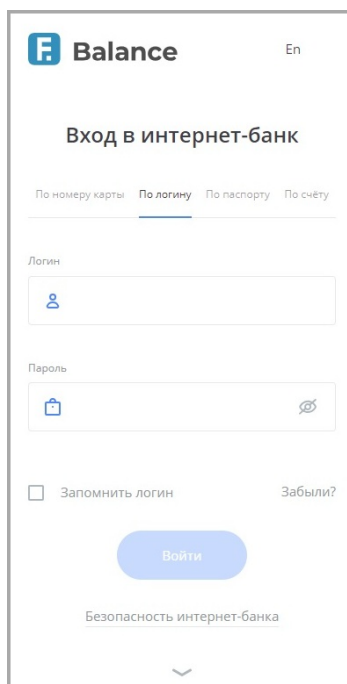 F. Balance En
Вход в интернет-банк
По номеру карты По логину По паспорту По счёту
Логин
Пароль
Запомнить логин Забыли?
Войти
Безопасность интернет-банка